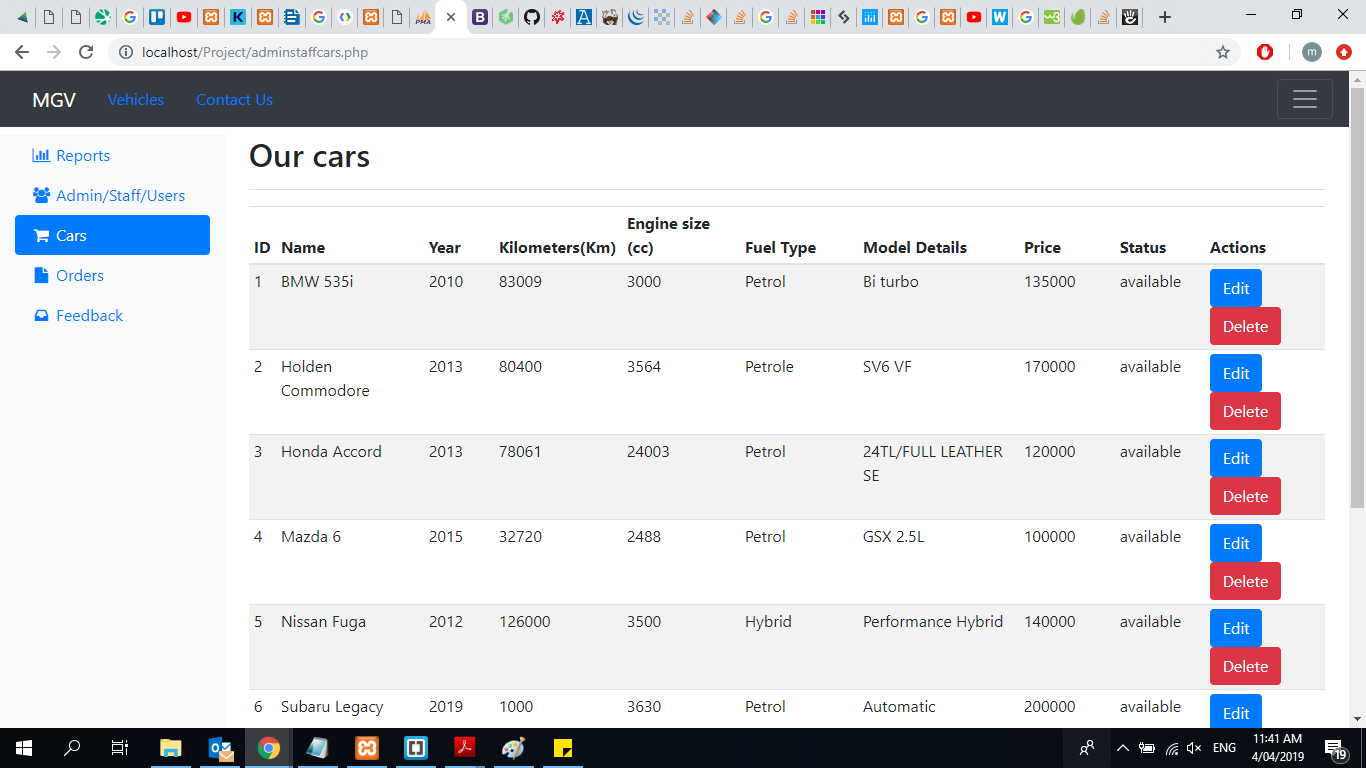 localhost/Project/adminstaffcars.php
m
MGV Vehicles Contact Us
Reports
Admin/Staff/Users
Cars
Orders
Feedback
Our cars
ID Name Year Kilometers(Km) Engine size (cc) Fuel Type Model Details Price Status Actions
1 BMW 535i 2010 83009 3000 Petrol Bi turbo 135000 available Edit
Delete
2 Holden Commodore 2013 80400 3564 Petrole SV6 VF 170000 available Edit
Delete
3 Honda Accord 2013 78061 24003 Petrol 24TL/FULL LEATHER SE 120000 available Edit
Delete
4 Mazda 6 2015 32720 2488 Petrol GSX 2.5L 100000 available Edit
Delete
5 Nissan Fuga 2012 126000 3500 Hybrid Performance Hybrid 140000 available Edit
Delete
6 Subaru Legacy 2019 1000 3630 Petrol Automatic 200000 available Edit
ENG
11:41 AM
4/04/2019
19